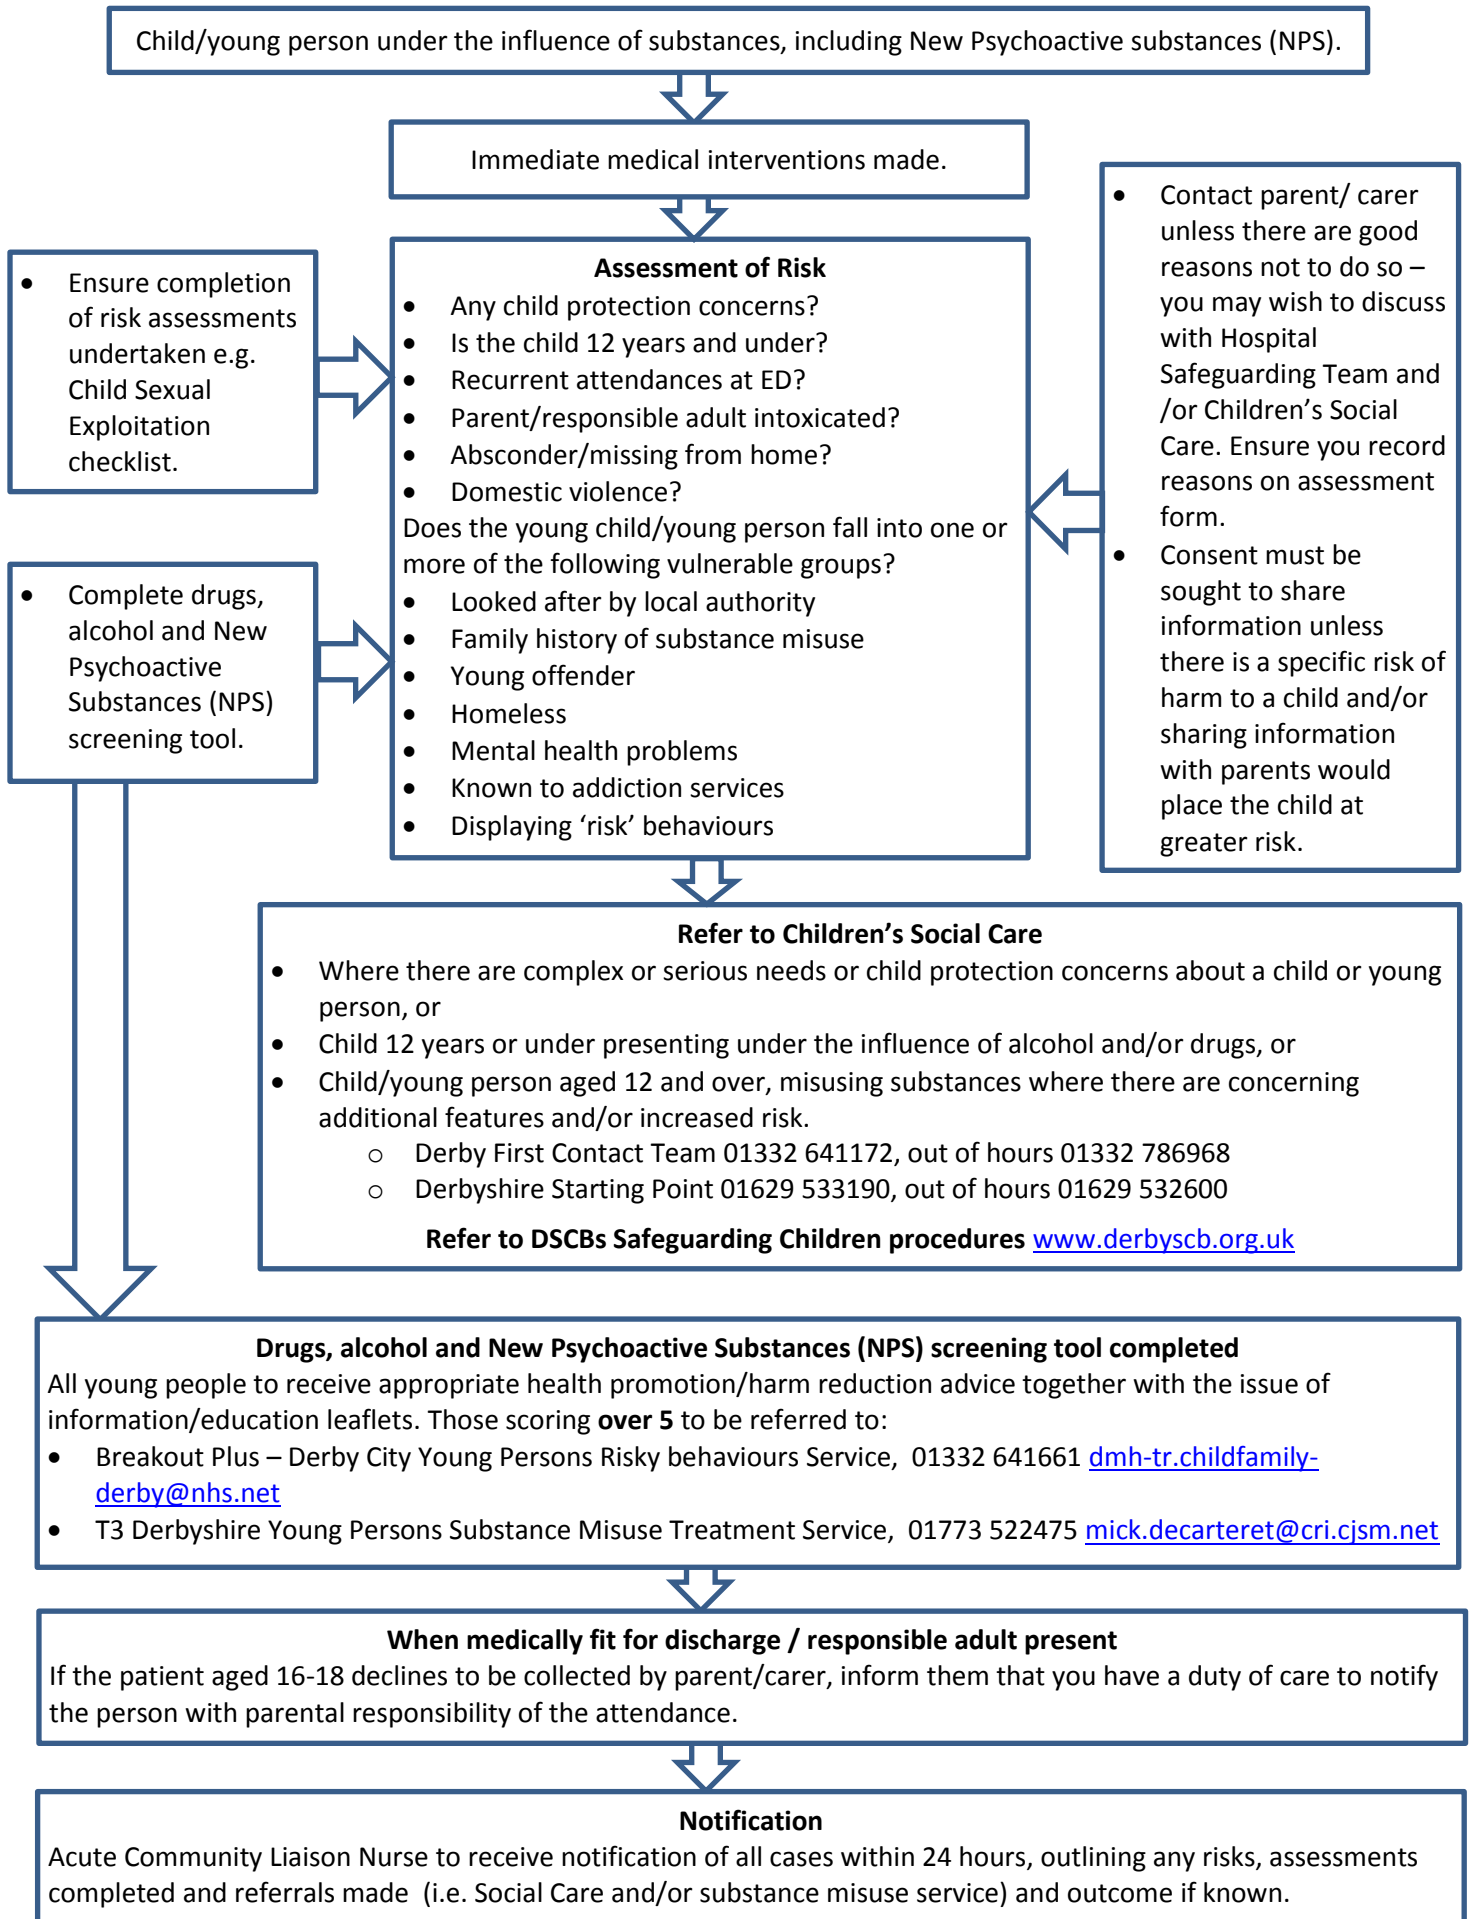 Child/young person under the influence of substances, including New Psychoactive substances (NPS).
Immediate medical interventions made.
• Ensure completion
of risk assessments
undertaken e.g.
Child Sexual
Exploitation
checklist.
• Complete drugs,
alcohol and New
Psychoactive
Substances (NPS)
screening tool.
Assessment of Risk
• Any child protection concerns?
• Is the child 12 years and under?
• Recurrent attendances at ED?
• Parent/responsible adult intoxicated?
• Absconder/missing from home?
• Domestic violence?
Does the young child/young person fall into one or
more of the following vulnerable groups?
• Looked after by local authority
• Family history of substance misuse
• Young offender
• Homeless
• Mental health problems
• Known to addiction services
• Displaying ‘risk’ behaviours
• Contact parent/ carer
unless there are good
reasons not to do so –
you may wish to discuss
with Hospital
Safeguarding Team and
/or Children’s Social
Care. Ensure you record
reasons on assessment
form.
• Consent must be
sought to share
information unless
there is a specific risk of
harm to a child and/or
sharing information
with parents would
place the child at
greater risk.
Refer to Children’s Social Care
• Where there are complex or serious needs or child protection concerns about a child or young
person, or
• Child 12 years or under presenting under the influence of alcohol and/or drugs, or
• Child/young person aged 12 and over, misusing substances where there are concerning
additional features and/or increased risk.
o Derby First Contact Team 01332 641172, out of hours 01332 786968
o Derbyshire Starting Point 01629 533190, out of hours 01629 532600
Refer to DSCBs Safeguarding Children procedures www.derbyscb.org.uk
Drugs, alcohol and New Psychoactive Substances (NPS) screening tool completed
All young people to receive appropriate health promotion/harm reduction advice together with the issue of
information/education leaflets. Those scoring over 5 to be referred to:
• Breakout Plus – Derby City Young Persons Risky behaviours Service, 01332 641661 dmh-tr.childfamily-
derby@nhs.net
• T3 Derbyshire Young Persons Substance Misuse Treatment Service, 01773 522475 mick.decarteret@cri.cjsm.net
When medically fit for discharge / responsible adult present
If the patient aged 16-18 declines to be collected by parent/carer, inform them that you have a duty of care to notify
the person with parental responsibility of the attendance.
Notification
Acute Community Liaison Nurse to receive notification of all cases within 24 hours, outlining any risks, assessments
completed and referrals made (i.e. Social Care and/or substance misuse service) and outcome if known.